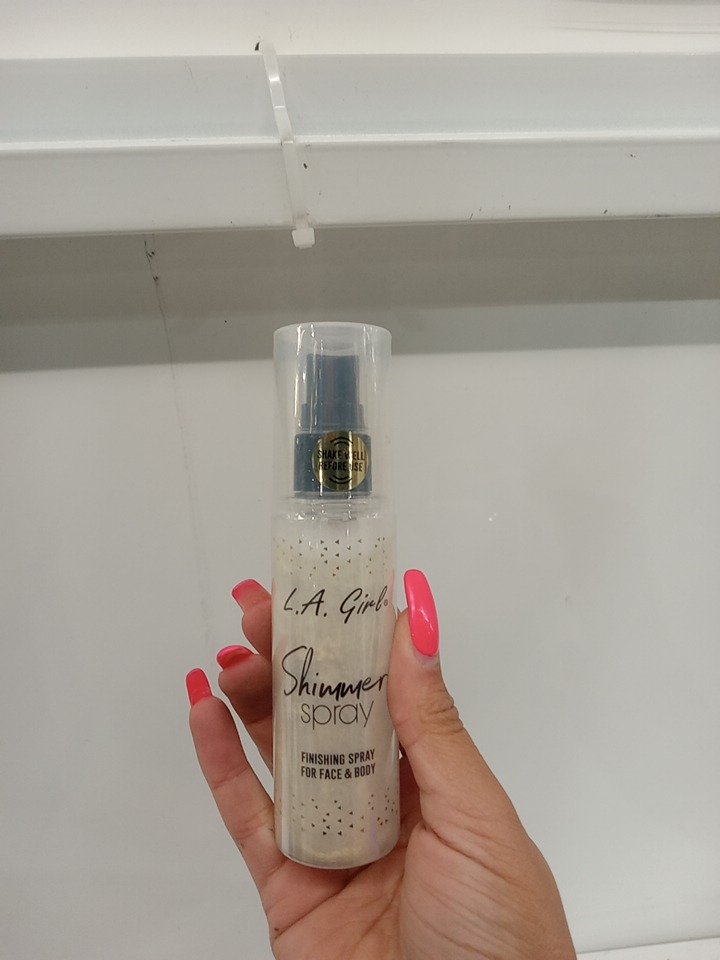 SHAKE WELL
BEFORE USE
L.A. Girl®
Shimmer
spray
FINISHING SPRAY
FOR FACE & BODY